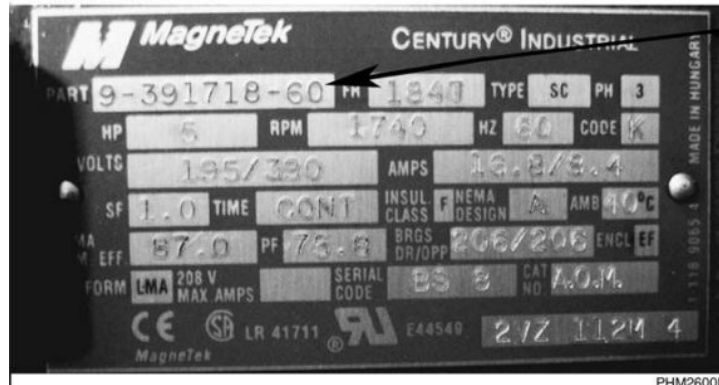 MagneTek CENTURY® INDUSTRIAL
PART 9-391718-60 FR 184T TYPE SC PH 3
HP 5 RPM 1740 HZ 60 CODE K
VOLTS 195/390 AMPS 16.8/8.4
SF 1.0 TIME CONT INSUL. CLASS F NEMA DESIGN A AMB 40°C
EFF. 87.0 PF 75.8 BRGS DR/OPP 206/206 ENCL EF
FORM LMA 208 V MAX.AMPS SERIAL CODE BS 8 CAT NO. A.O.M.
CE SA LR 41711 ® E44549 2VZ 112M 4
MagneTek
MADE IN HUNGARY
PHM2600